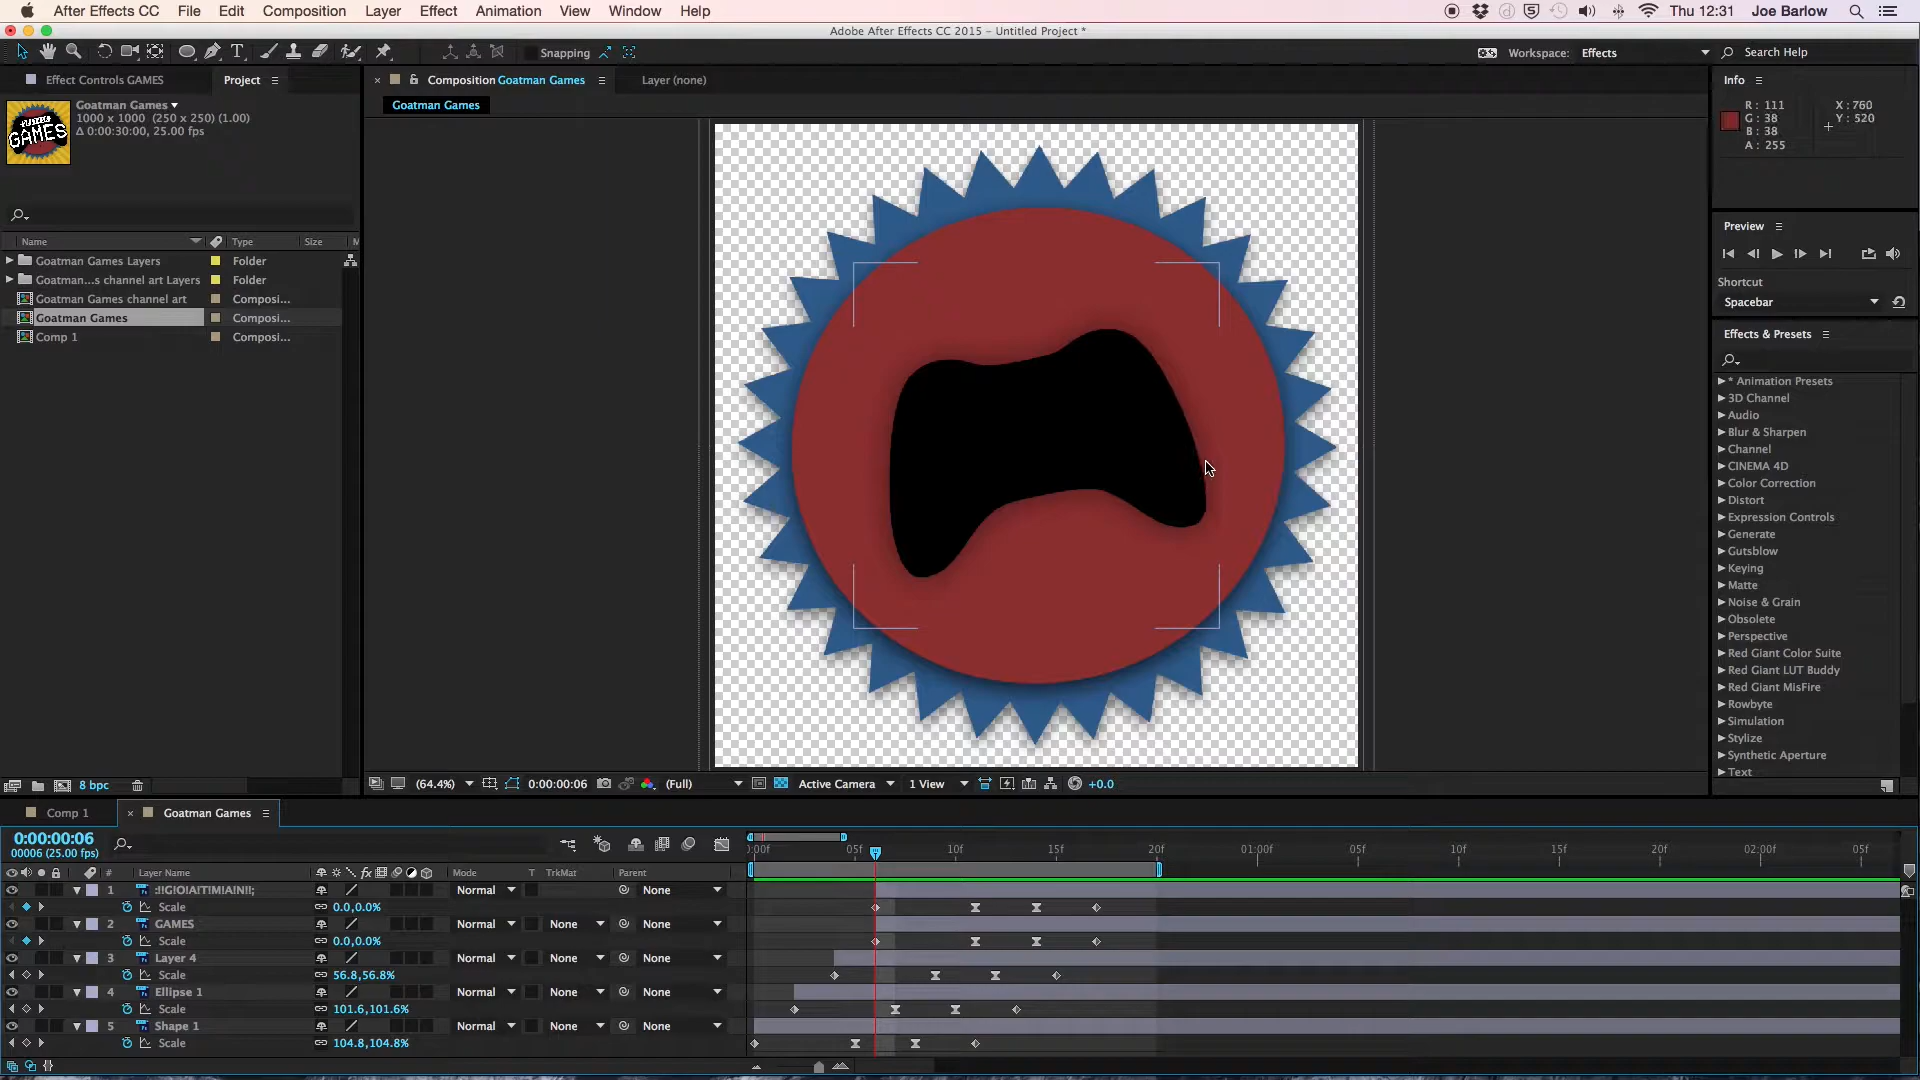 After Effects CC File Edit Composition Layer Effect Animation View Window Help Thu 12:31 Joe Barlow
Adobe After Effects CC 2015 – Untitled Project *
Snapping Workspace: Effects Search Help
Effect Controls GAMES Project Composition Goatman Games Layer (none) Info
Goatman Games
1000 x 1000 (250 x 250) (1.00)
Δ 0:00:30:00, 25.00 fps
GAMES
Goatman Games
R: 111 X: 760
G: 38 Y: 520
B: 38
A: 255
Name Type Size M
Goatman Games Layers Folder
Goatman...s channel art Layers Folder
Goatman Games channel art Composi...
Goatman Games Composi...
Comp 1 Composi...
Preview
Shortcut
Spacebar
Effects & Presets
* Animation Presets
3D Channel
Audio
Blur & Sharpen
Channel
CINEMA 4D
Color Correction
Distort
Expression Controls
Generate
Gutsblow
Keying
Matte
Noise & Grain
Obsolete
Perspective
Red Giant Color Suite
Red Giant LUT Buddy
Red Giant MisFire
Rowbyte
Simulation
Stylize
Synthetic Aperture
Text
8 bpc (64.4%) 0:00:00:06 (Full) Active Camera 1 View +0.0
Comp 1 Goatman Games
0:00:00:06
00006 (25.00 fps)
:00f 05f 10f 15f 20f 01:00f 05f 10f 15f 20f 02:00f 05f
# Layer Name fx Mode T TrkMat Parent
1 :!!G!O!A!T!M!A!N!!; Normal None
Scale 0.0,0.0%
2 GAMES Normal None None
Scale 0.0,0.0%
3 Layer 4 Normal None None
Scale 56.8,56.8%
4 Ellipse 1 Normal None None
Scale 101.6,101.6%
5 Shape 1 Normal None None
Scale 104.8,104.8%